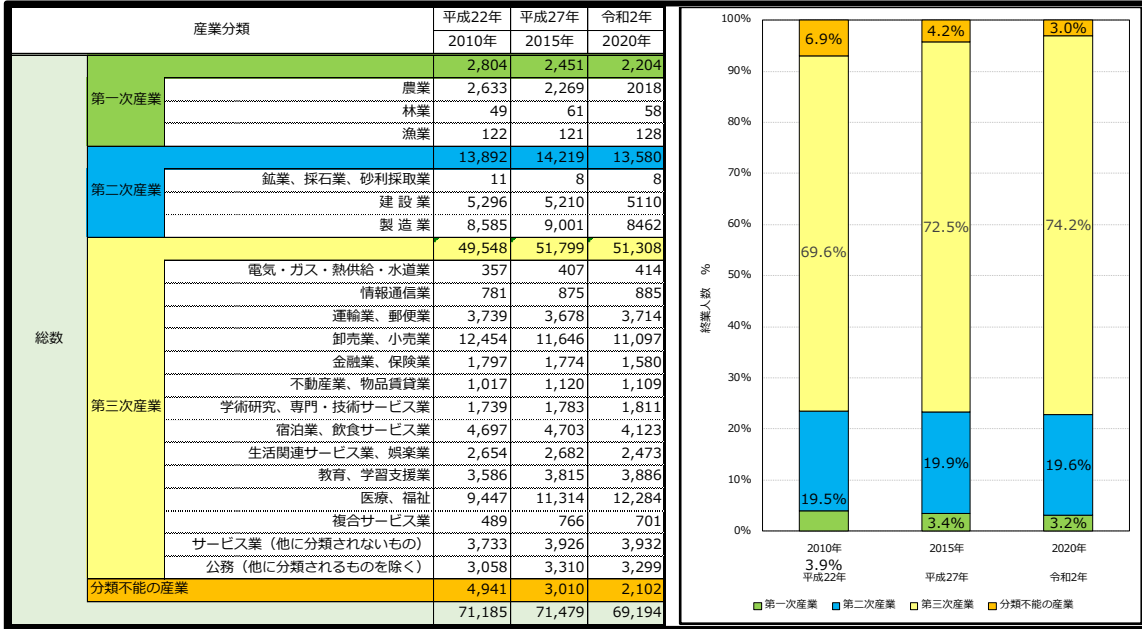 産業分類 平成22年 平成27年 令和2年
2010年 2015年 2020年
総数
第一次産業 2,804 2,451 2,204
農業 2,633 2,269 2018
林業 49 61 58
漁業 122 121 128
第二次産業 13,892 14,219 13,580
鉱業、採石業、砂利採取業 11 8 8
建 設 業 5,296 5,210 5110
製 造 業 8,585 9,001 8462
第三次産業 49,548 51,799 51,308
電気・ガス・熱供給・水道業 357 407 414
情報通信業 781 875 885
運輸業、郵便業 3,739 3,678 3,714
卸売業、小売業 12,454 11,646 11,097
金融業、保険業 1,797 1,774 1,580
不動産業、物品賃貸業 1,017 1,120 1,109
学術研究、専門・技術サービス業 1,739 1,783 1,811
宿泊業、飲食サービス業 4,697 4,703 4,123
生活関連サービス業、娯楽業 2,654 2,682 2,473
教育、学習支援業 3,586 3,815 3,886
医療、福祉 9,447 11,314 12,284
複合サービス業 489 766 701
サービス業（他に分類されないもの） 3,733 3,926 3,932
公務（他に分類されるものを除く） 3,058 3,310 3,299
分類不能の産業 4,941 3,010 2,102
71,185 71,479 69,194
100%
90%
80%
70%
60%
50%
40%
30%
20%
10%
0%
終業人数 %
6.9% 4.2% 3.0%
69.6% 72.5% 74.2%
19.5% 19.9% 19.6%
3.4% 3.2%
2010年 2015年 2020年
3.9%
平成22年 平成27年 令和2年
第一次産業 第二次産業 第三次産業 分類不能の産業